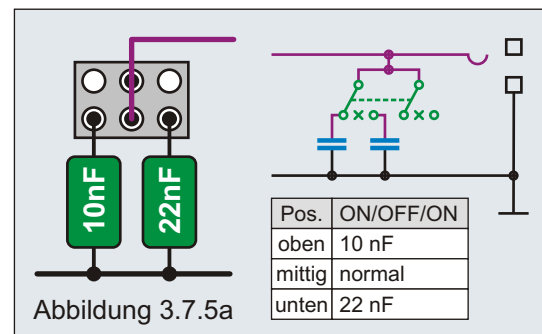 10nF
22nF
Pos. ON/OFF/ON
oben 10 nF
mittig normal
unten 22 nF
Abbildung 3.7.5a